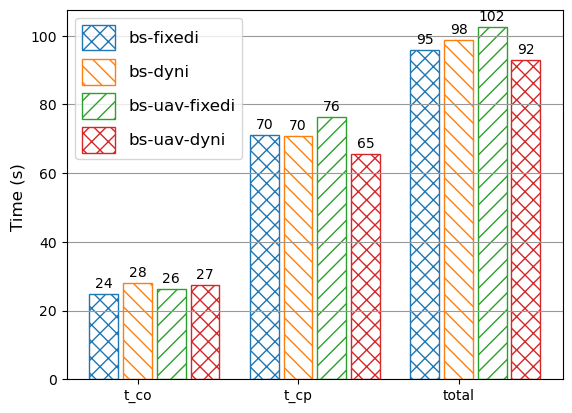 bs-fixedi
bs-dyni
bs-uav-fixedi
bs-uav-dyni
Time (s)
100
80
60
40
20
0
24
28
26
27
70
70
76
65
95
98
102
92
t_co
t_cp
total